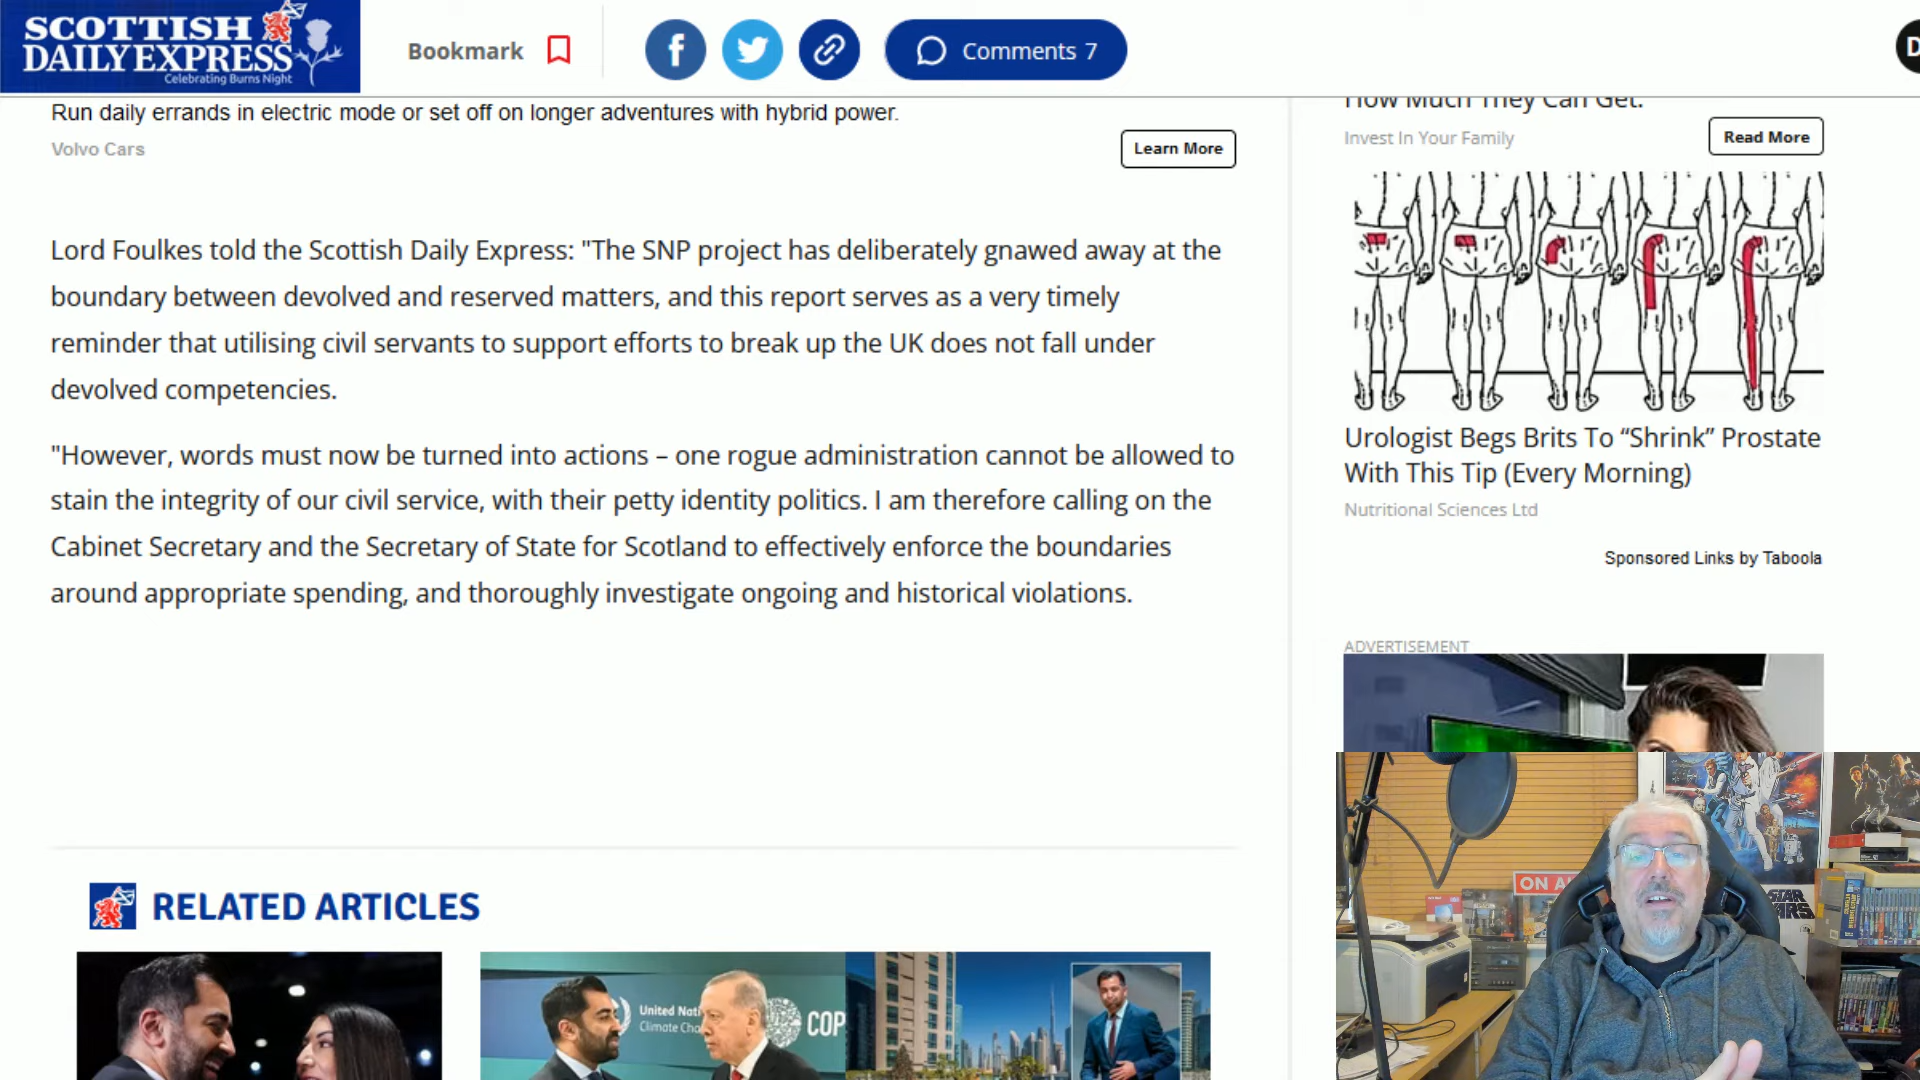 SCOTTISH
DAILY EXPRESS
Celebrating Burns Night
Bookmark
Comments 7
D
Run daily errands in electric mode or set off on longer adventures with hybrid power.
Volvo Cars
Learn More
Lord Foulkes told the Scottish Daily Express: "The SNP project has deliberately gnawed away at the
boundary between devolved and reserved matters, and this report serves as a very timely
reminder that utilising civil servants to support efforts to break up the UK does not fall under
devolved competencies.
"However, words must now be turned into actions – one rogue administration cannot be allowed to
stain the integrity of our civil service, with their petty identity politics. I am therefore calling on the
Cabinet Secretary and the Secretary of State for Scotland to effectively enforce the boundaries
around appropriate spending, and thoroughly investigate ongoing and historical violations.
RELATED ARTICLES
United Nati
Climate Cha
COP
How Much They Can Get.
Invest In Your Family
Read More
Urologist Begs Brits To “Shrink” Prostate
With This Tip (Every Morning)
Nutritional Sciences Ltd
Sponsored Links by Taboola
ADVERTISEMENT
ON A
STAR
WARS